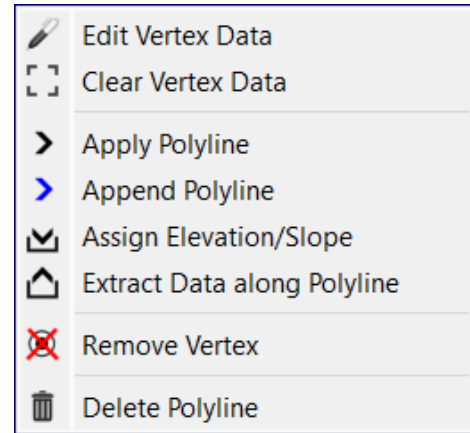 Edit Vertex Data
Clear Vertex Data
Apply Polyline
Append Polyline
Assign Elevation/Slope
Extract Data along Polyline
Remove Vertex
Delete Polyline